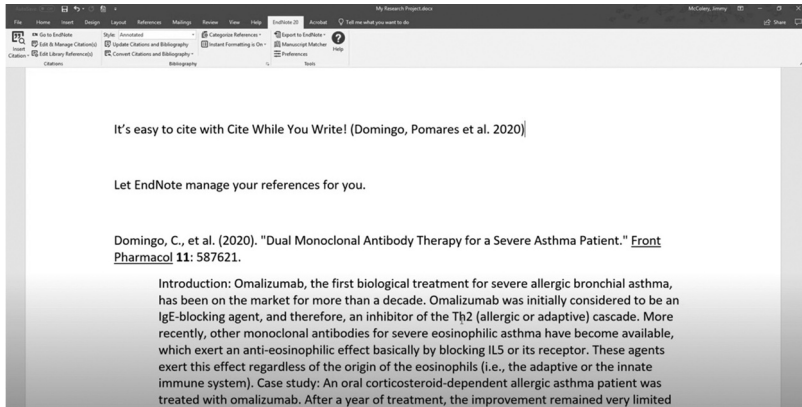 My Research Project.docx
McCatery, Jimmy
File Home Insert Design Layout References Mailings Review View Help EndNote 20 Acrobat Tell me what you want to do Share
Insert Citation
EN Go to EndNote
Edit & Manage Citation(s)
Edit Library Reference(s)
Citations
Style: Annotated
Update Citations and Bibliography
Convert Citations and Bibliography
Bibliography
Categorize References
Instant Formatting is On
Export to EndNote
Manuscript Matcher
Preferences
Tools
Help
It's easy to cite with Cite While You Write! (Domingo, Pomares et al. 2020)
Let EndNote manage your references for you.
Domingo, C., et al. (2020). "Dual Monoclonal Antibody Therapy for a Severe Asthma Patient." Front
Pharmacol 11: 587621.
Introduction: Omalizumab, the first biological treatment for severe allergic bronchial asthma,
has been on the market for more than a decade. Omalizumab was initially considered to be an
IgE-blocking agent, and therefore, an inhibitor of the Th2 (allergic or adaptive) cascade. More
recently, other monoclonal antibodies for severe eosinophilic asthma have become available,
which exert an anti-eosinophilic effect basically by blocking IL5 or its receptor. These agents
exert this effect regardless of the origin of the eosinophils (i.e., the adaptive or the innate
immune system). Case study: An oral corticosteroid-dependent allergic asthma patient was
treated with omalizumab. After a year of treatment, the improvement remained very limited